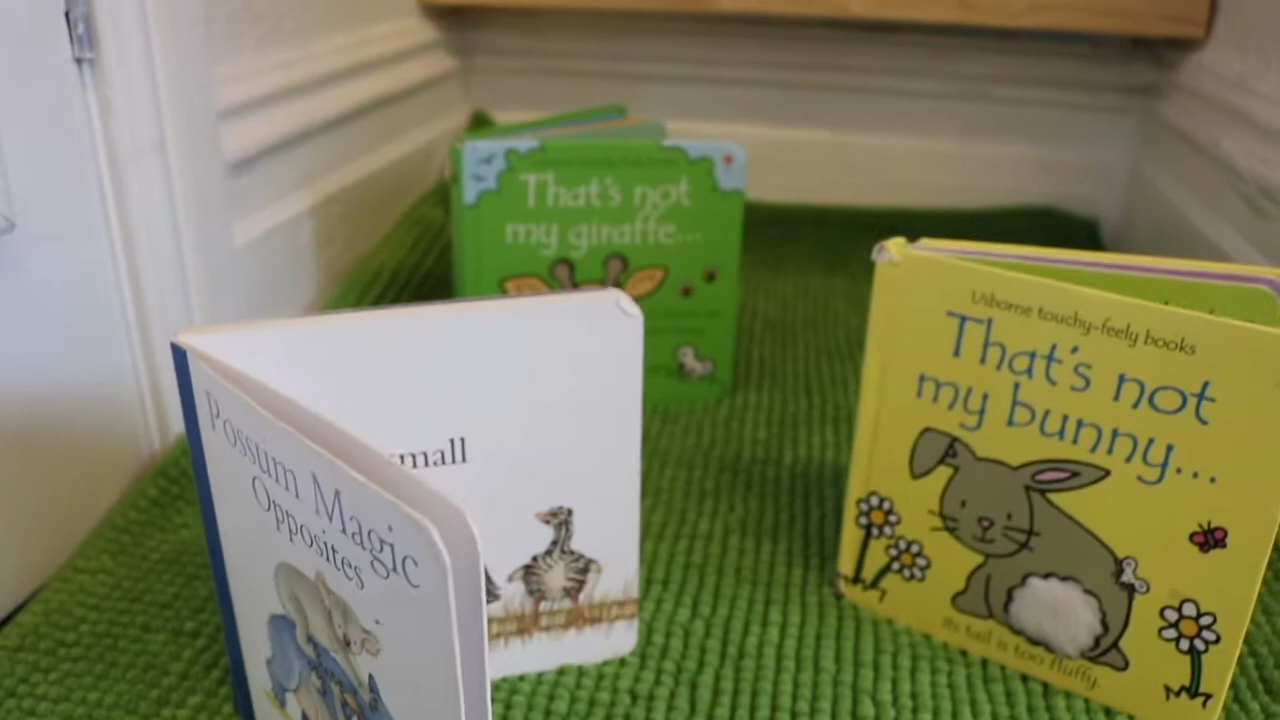 That's not
my giraffe...
Usborne touchy-feely books
That's not
my bunny...
its tail is too fluffy.
Possum Magic
Opposites
small